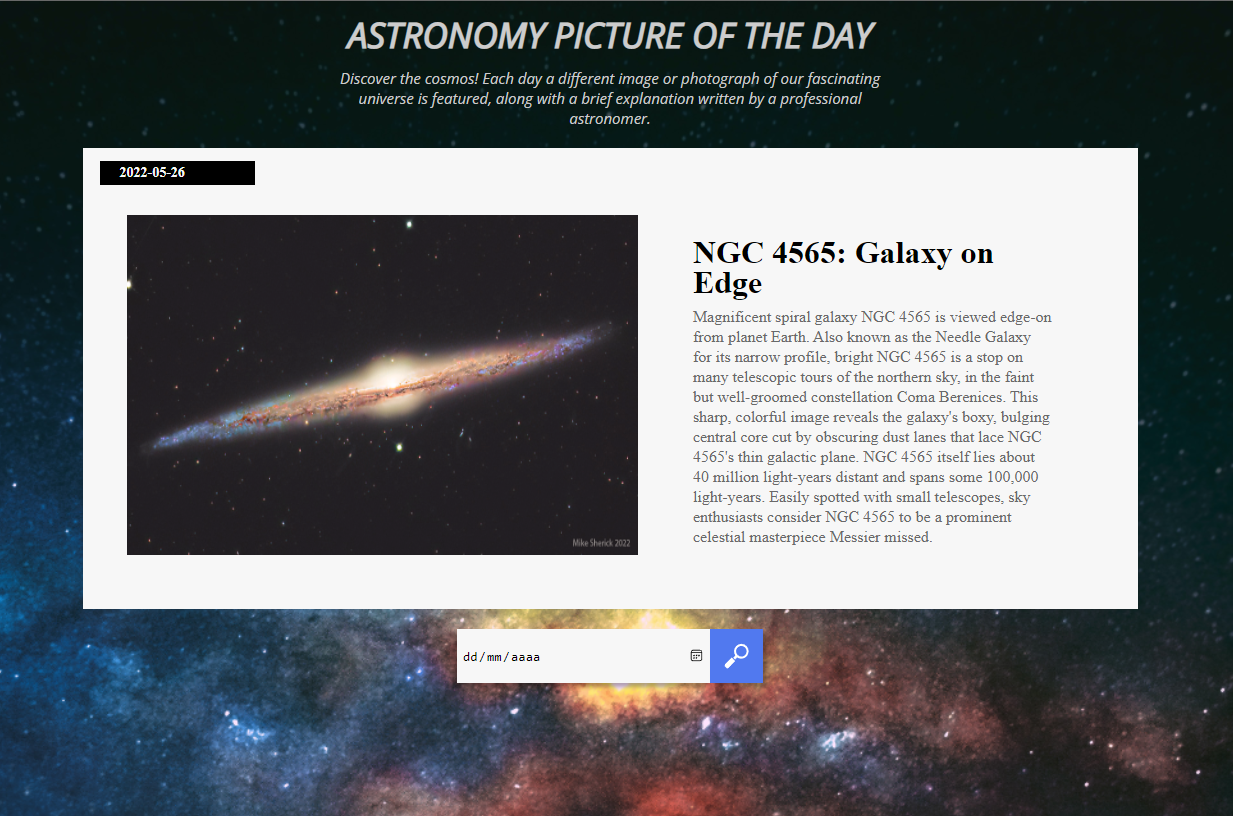 ASTRONOMY PICTURE OF THE DAY
Discover the cosmos! Each day a different image or photograph of our fascinating
universe is featured, along with a brief explanation written by a professional
astronomer.
2022-05-26
Mike Sherick 2022
NGC 4565: Galaxy on
Edge
Magnificent spiral galaxy NGC 4565 is viewed edge-on
from planet Earth. Also known as the Needle Galaxy
for its narrow profile, bright NGC 4565 is a stop on
many telescopic tours of the northern sky, in the faint
but well-groomed constellation Coma Berenices. This
sharp, colorful image reveals the galaxy's boxy, bulging
central core cut by obscuring dust lanes that lace NGC
4565's thin galactic plane. NGC 4565 itself lies about
40 million light-years distant and spans some 100,000
light-years. Easily spotted with small telescopes, sky
enthusiasts consider NGC 4565 to be a prominent
celestial masterpiece Messier missed.
dd/mm/aaaa